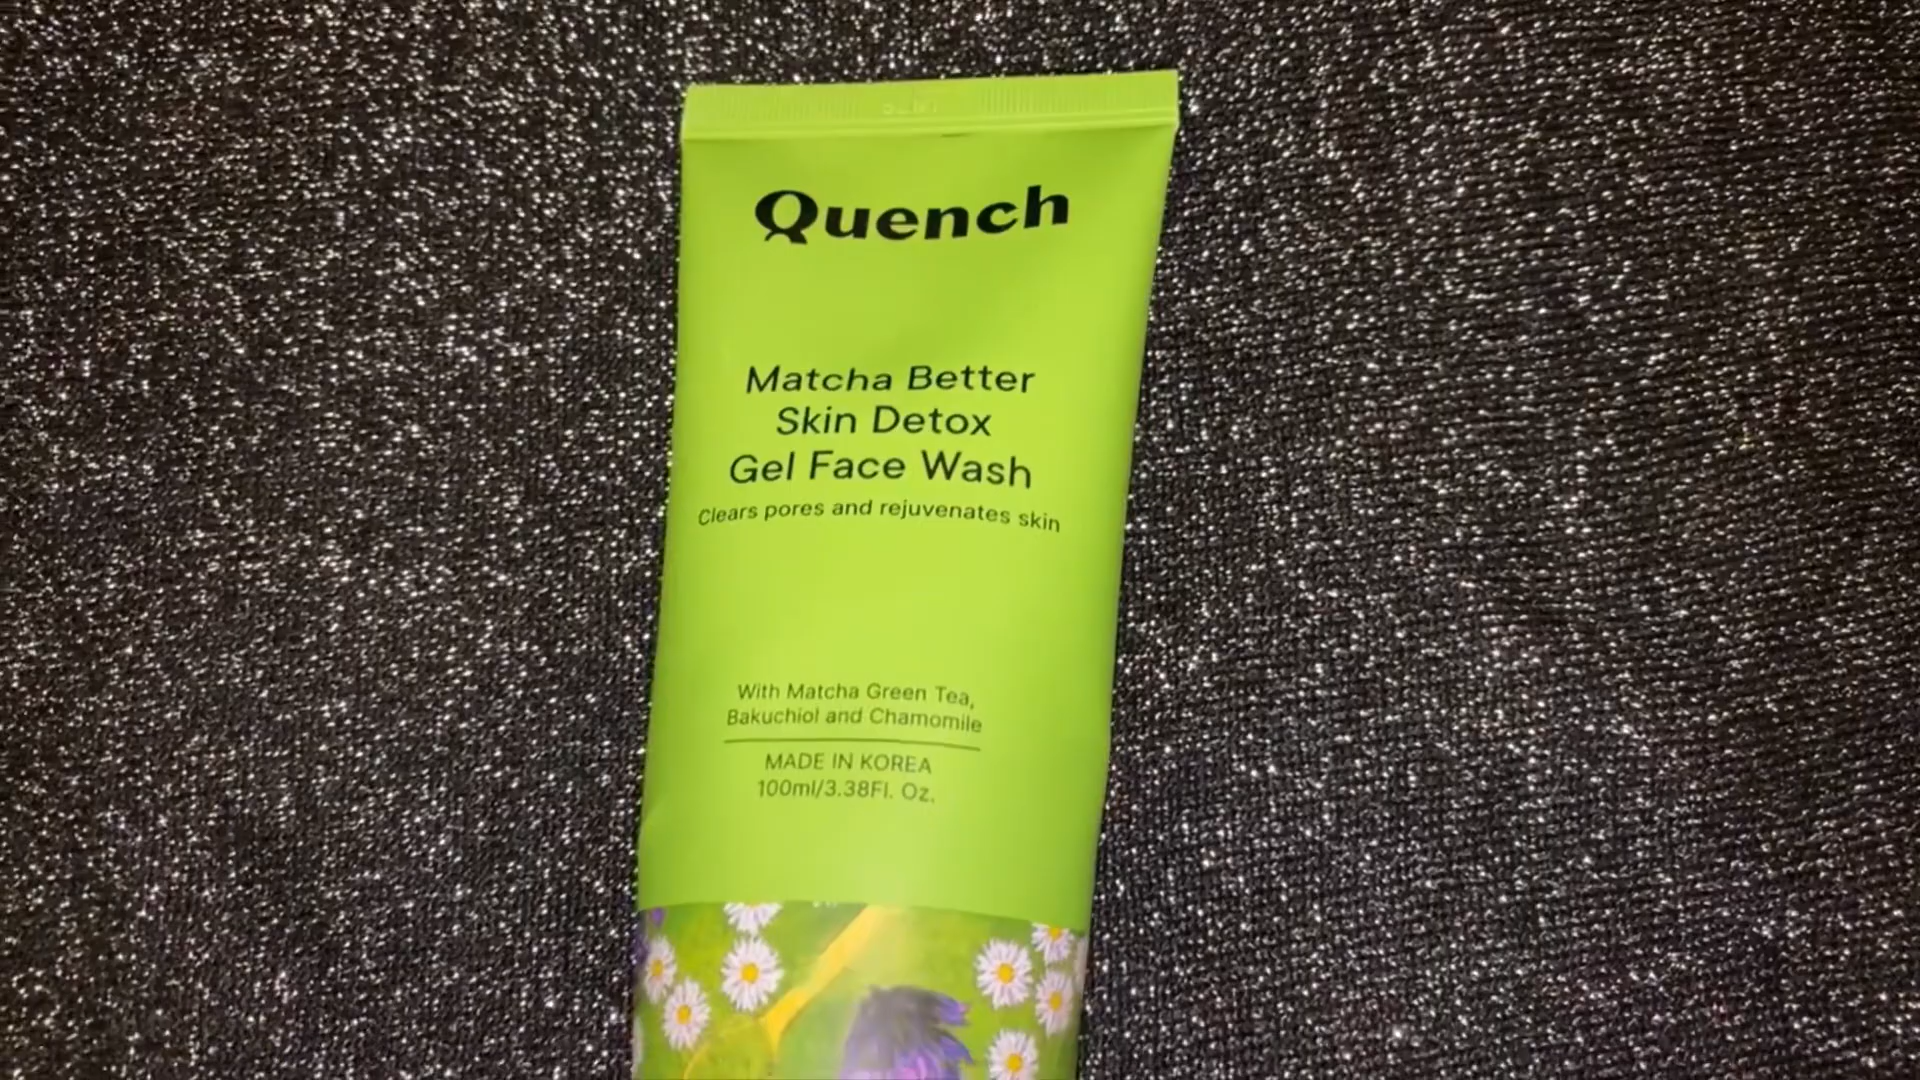 Quench
Matcha Better
Skin Detox
Gel Face Wash
Clears pores and rejuvenates skin
With Matcha Green Tea,
Bakuchiol and Chamomile
MADE IN KOREA
100ml/3.38Fl. Oz.